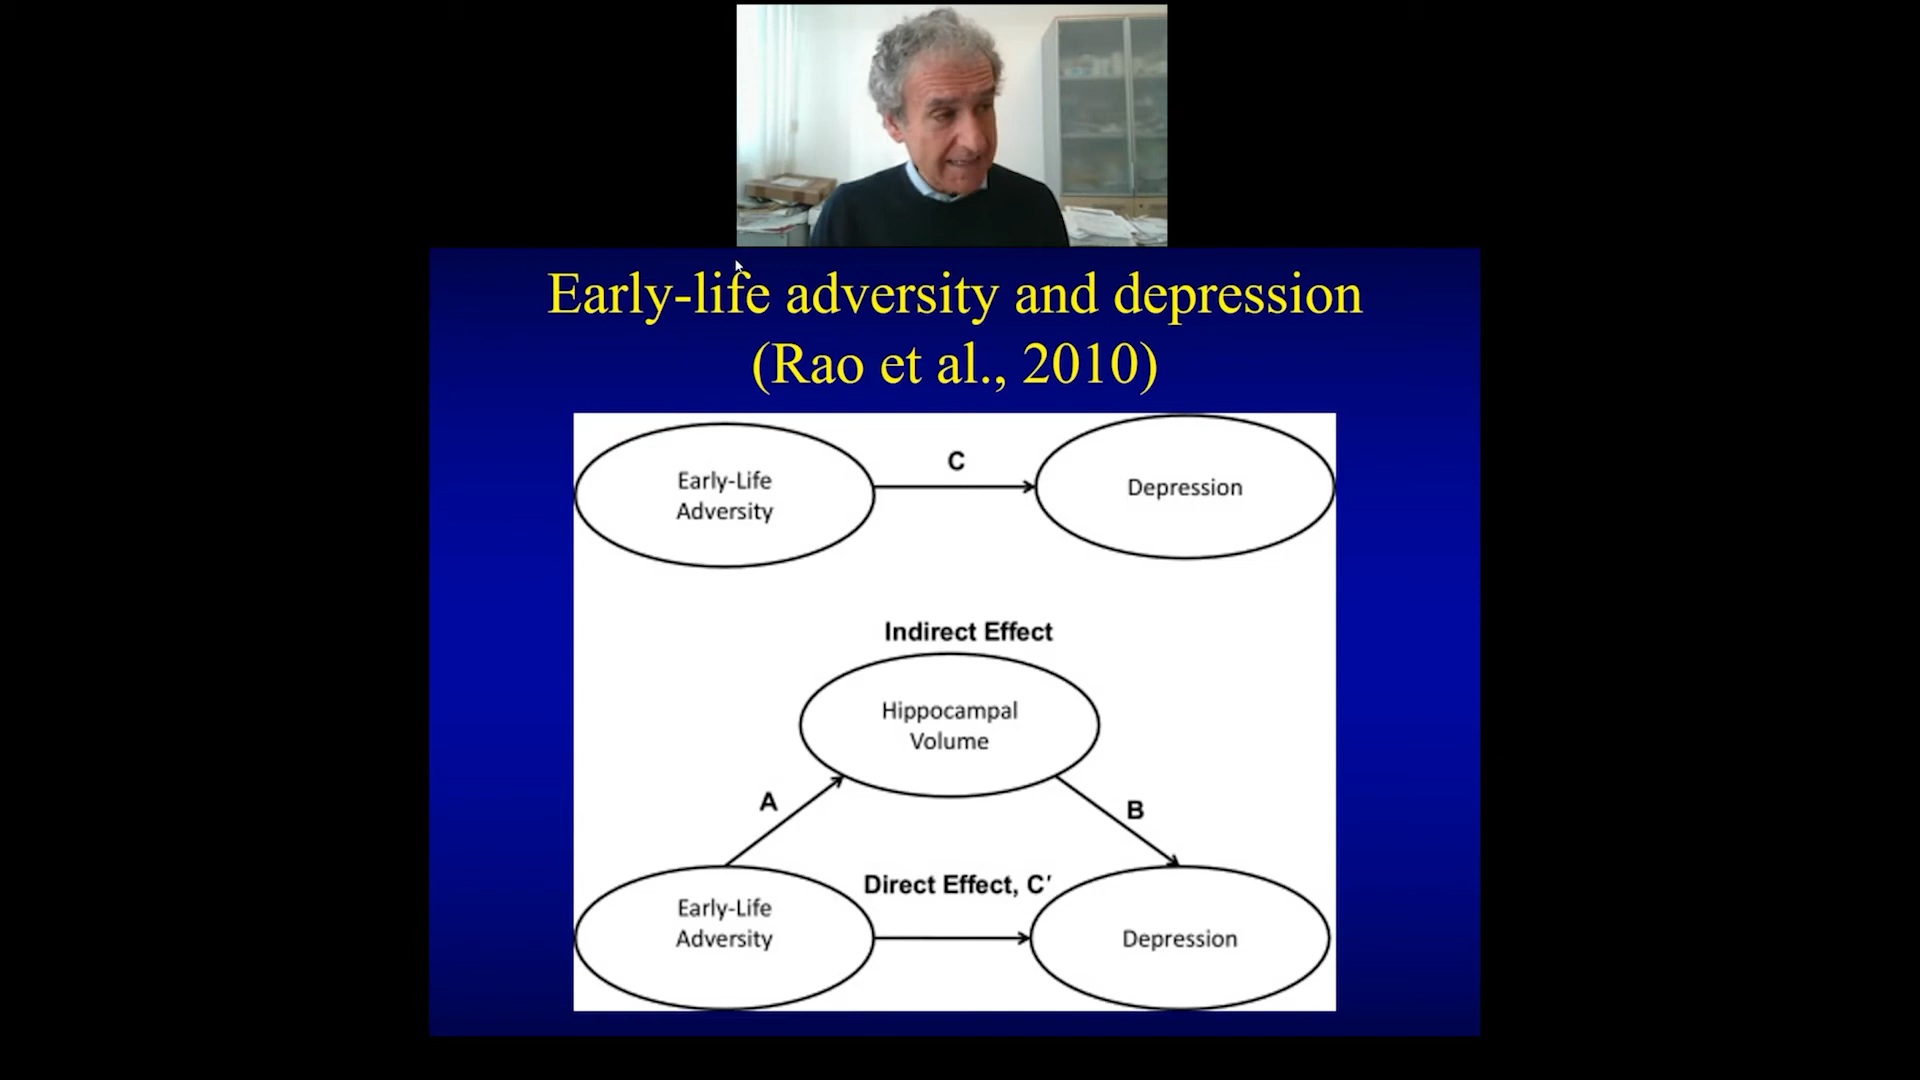 Early-life adversity and depression
(Rao et al., 2010)
C
Early-Life
Adversity
Depression
Indirect Effect
Hippocampal
Volume
A
B
Direct Effect, C′
Early-Life
Adversity
Depression